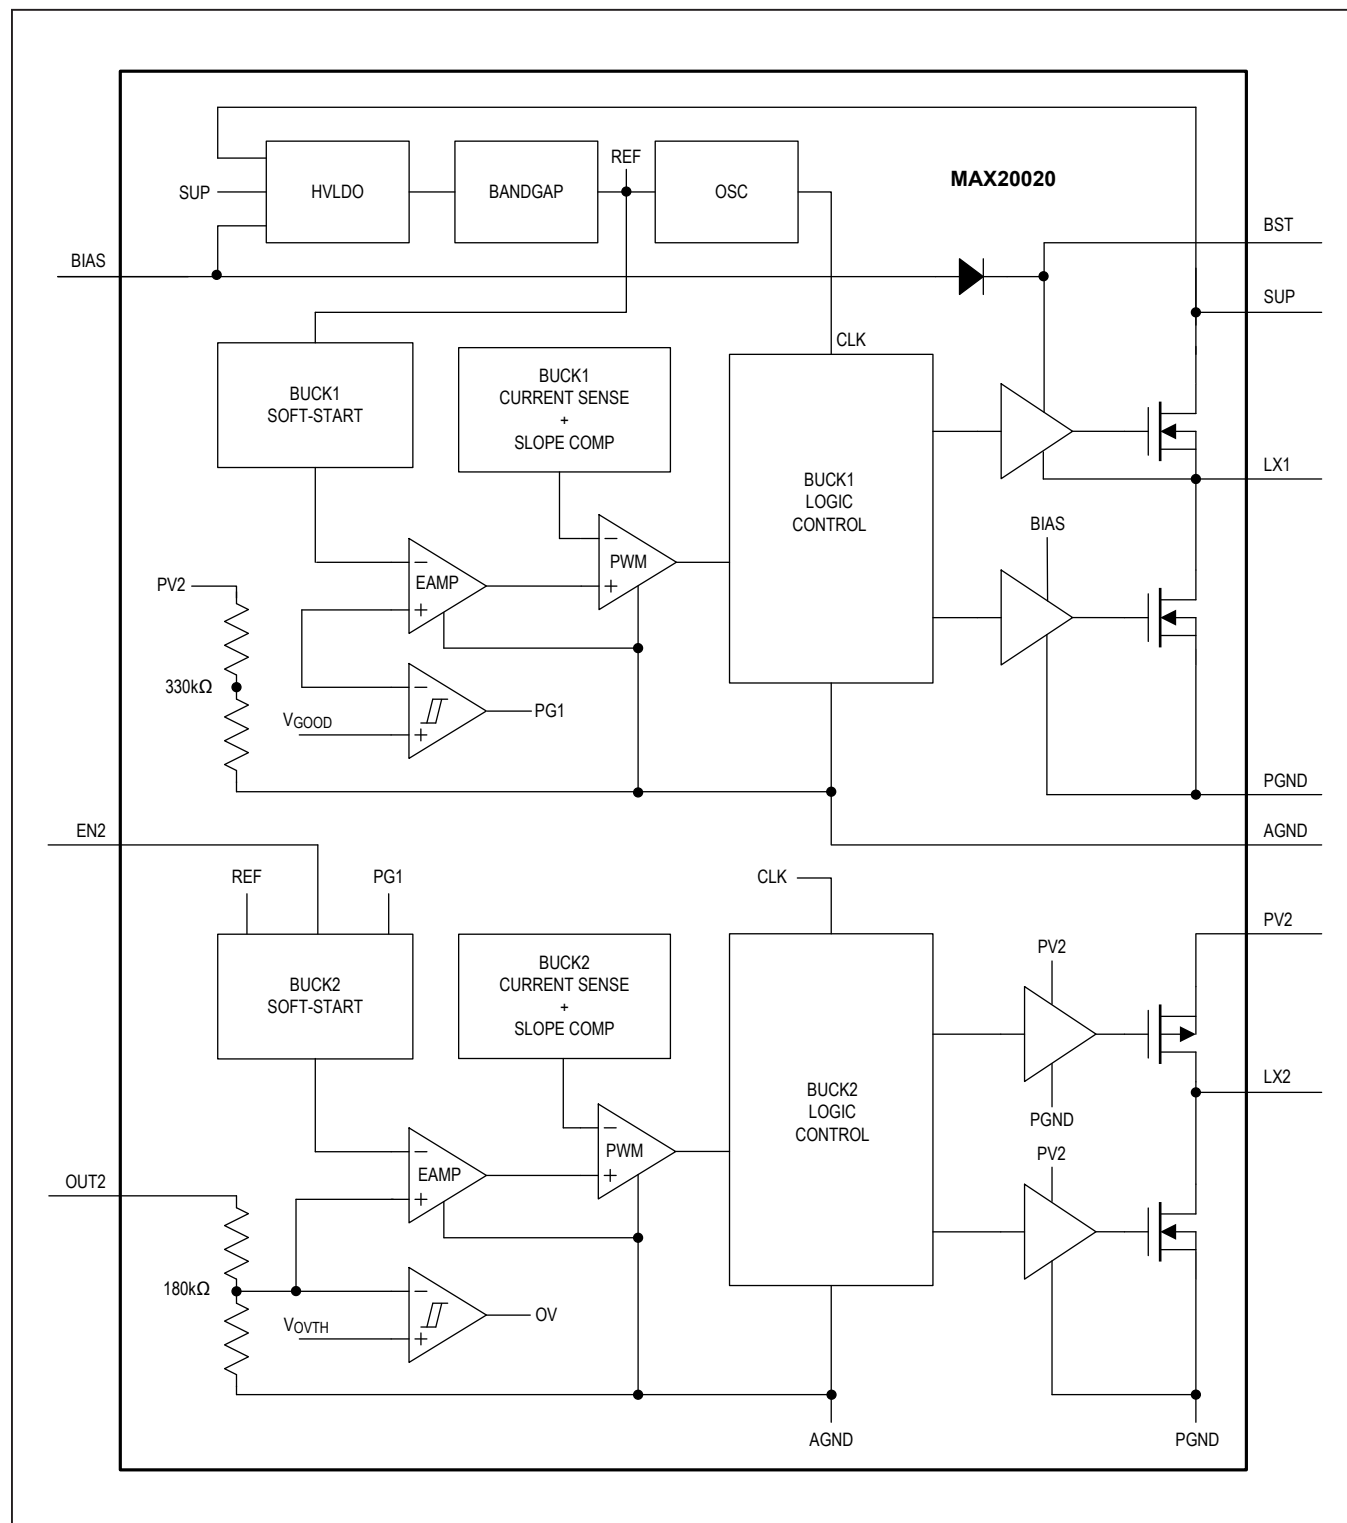 REF
MAX20020
SUP
HVLDO
BANDGAP
OSC
BST
BIAS
SUP
CLK
BUCK1
SOFT-START
BUCK1
CURRENT SENSE
+
SLOPE COMP
LX1
BUCK1
LOGIC
CONTROL
BIAS
−
PWM
+
−
EAMP
+
PV2
330kΩ
−
+
VGOOD
PG1
PGND
EN2
AGND
REF
PG1
CLK
PV2
BUCK2
SOFT-START
BUCK2
CURRENT SENSE
+
SLOPE COMP
PV2
PGND
LX2
BUCK2
LOGIC
CONTROL
−
PWM
+
−
EAMP
+
PV2
OUT2
180kΩ
−
+
VOVTH
OV
AGND
PGND